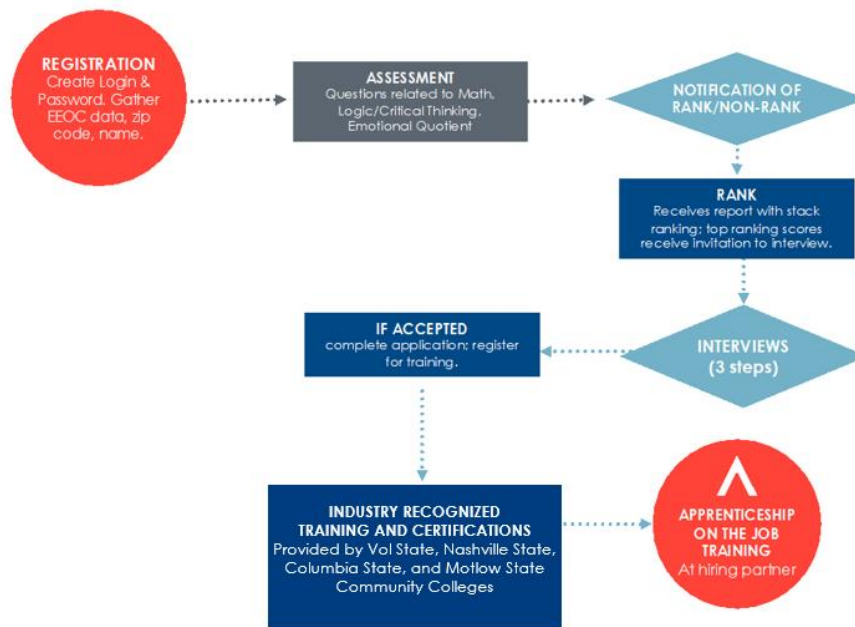 REGISTRATION
Create Login &
Password. Gather
EEOC data, zip
code, name.
ASSESSMENT
Questions related to Math,
Logic/Critical Thinking,
Emotional Quotient
NOTIFICATION OF
RANK/NON-RANK
RANK
Receives report with stack
ranking; top ranking scores
receive invitation to interview.
INTERVIEWS
(3 steps)
IF ACCEPTED
complete application; register
for training.
INDUSTRY RECOGNIZED
TRAINING AND CERTIFICATIONS
Provided by Vol State, Nashville State,
Columbia State, and Motlow State
Community Colleges
APPRENTICESHIP
ON THE JOB
TRAINING
At hiring partner